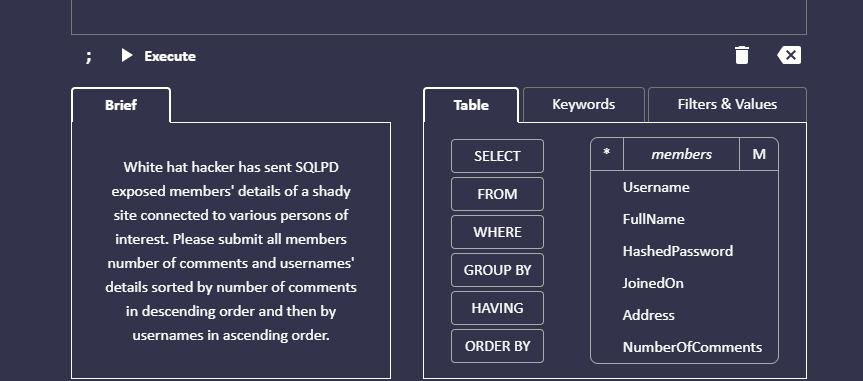 ; Execute
Brief
White hat hacker has sent SQLPD
exposed members' details of a shady
site connected to various persons of
interest. Please submit all members
number of comments and usernames'
details sorted by number of comments
in descending order and then by
usernames in ascending order.
Table Keywords Filters & Values
SELECT
FROM
WHERE
GROUP BY
HAVING
ORDER BY
* members M
Username
FullName
HashedPassword
JoinedOn
Address
NumberOfComments